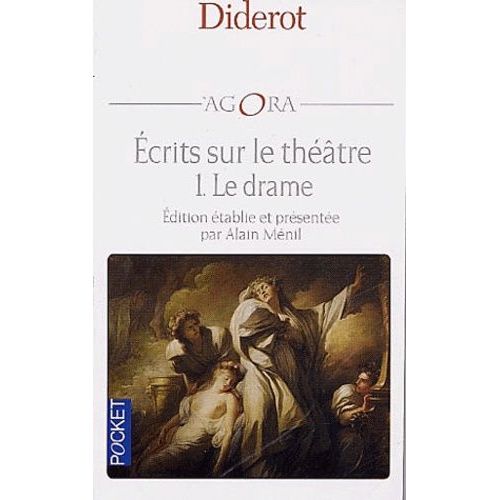 Diderot
AGORA
Écrits sur le théâtre
1. Le drame
Édition établie et présentée
par Alain Ménil
POCKET